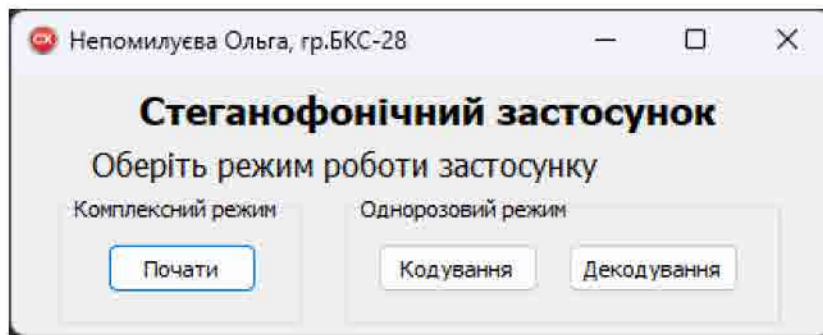 Непомилуєва Ольга, гр.БКС-28
Стеганофонічний застосунок
Оберіть режим роботи застосунку
Комплексний режим Однорозовий режим
Почати Кодування Декодування